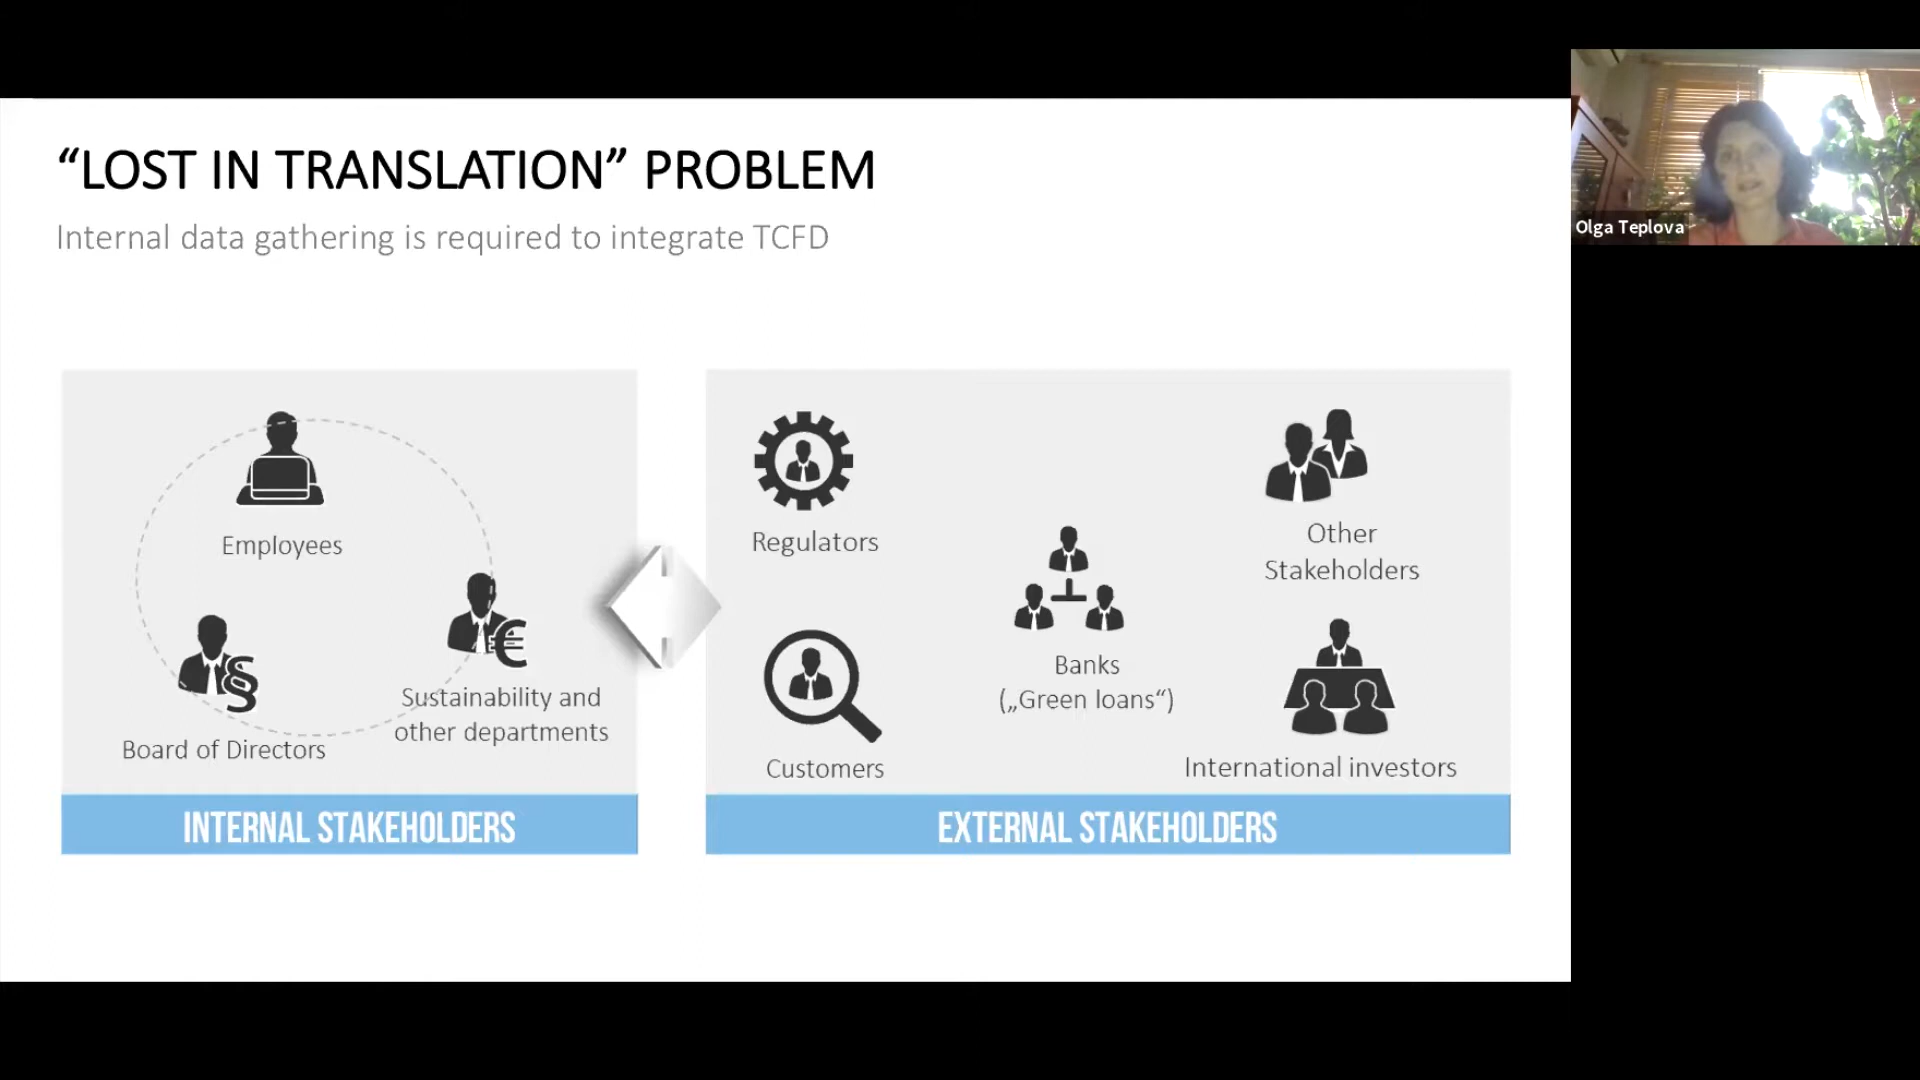 “LOST IN TRANSLATION” PROBLEM
Internal data gathering is required to integrate TCFD
Employees
Board of Directors
§
€
Sustainability and
other departments
INTERNAL STAKEHOLDERS
Regulators
Customers
Banks
(„Green loans“)
Other
Stakeholders
International investors
EXTERNAL STAKEHOLDERS
Olga Teplova